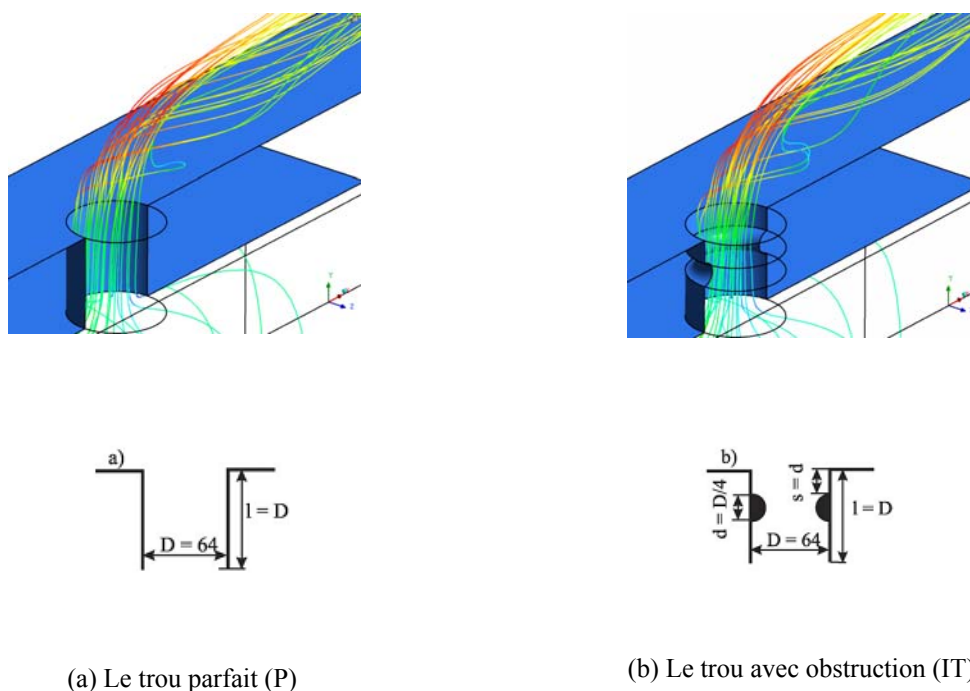 Y
Z
Y
a)
l = D
D = 64
b)
d = D/4
s = d
l = D
D = 64
(a) Le trou parfait (P)
(b) Le trou avec obstruction (IT)